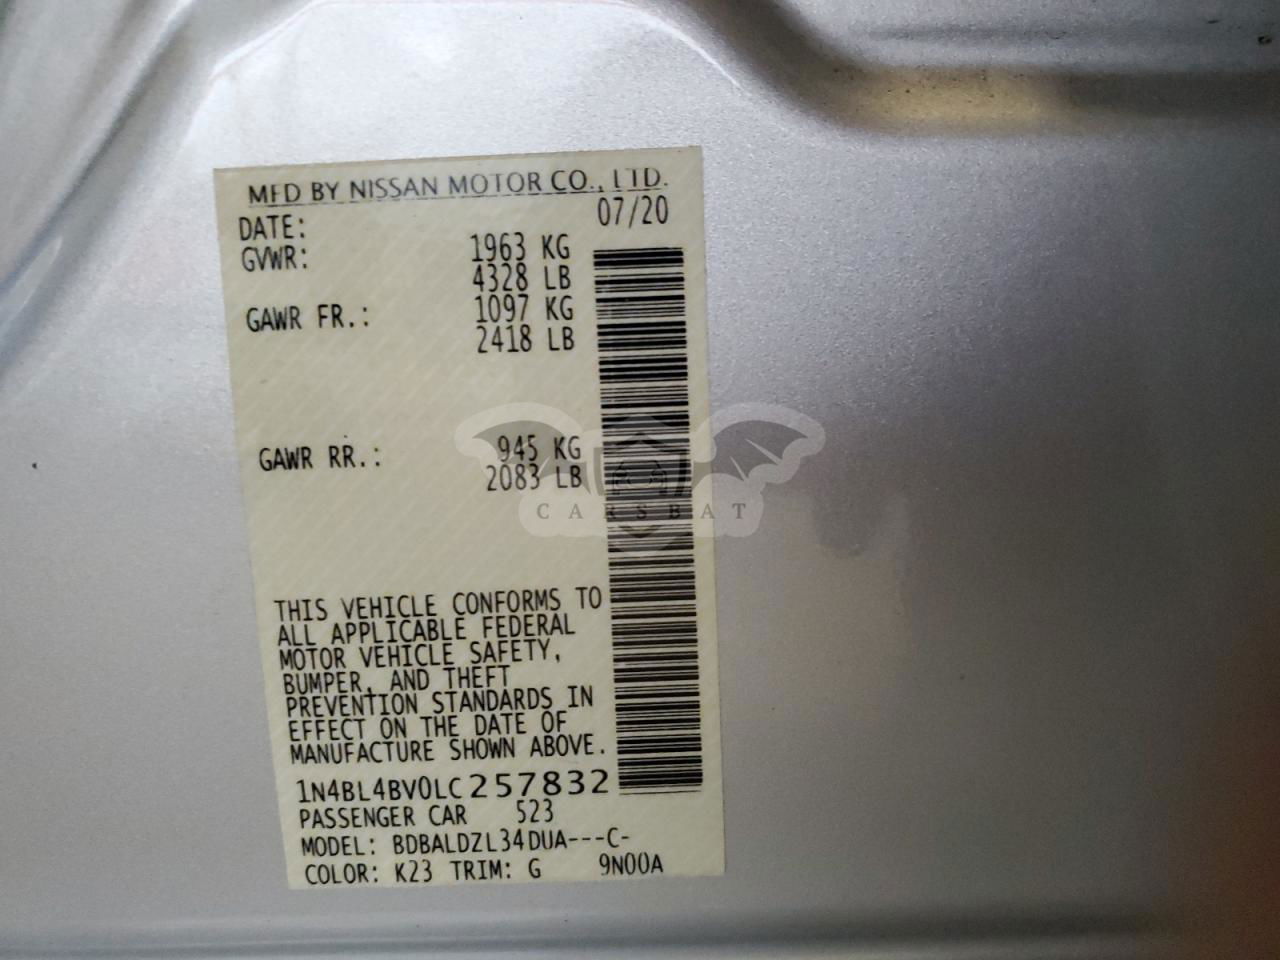 MFD BY NISSAN MOTOR CO., LTD.
DATE: 07/20
GVWR: 1963 KG
4328 LB
GAWR FR.: 1097 KG
2418 LB
GAWR RR.: 945 KG
2083 LB
CARSBAT
THIS VEHICLE CONFORMS TO
ALL APPLICABLE FEDERAL
MOTOR VEHICLE SAFETY,
BUMPER, AND THEFT
PREVENTION STANDARDS IN
EFFECT ON THE DATE OF
MANUFACTURE SHOWN ABOVE.
1N4BL4BV0LC257832
PASSENGER CAR 523
MODEL: BDBALDZL34DUA---C-
COLOR: K23 TRIM: G 9N00A